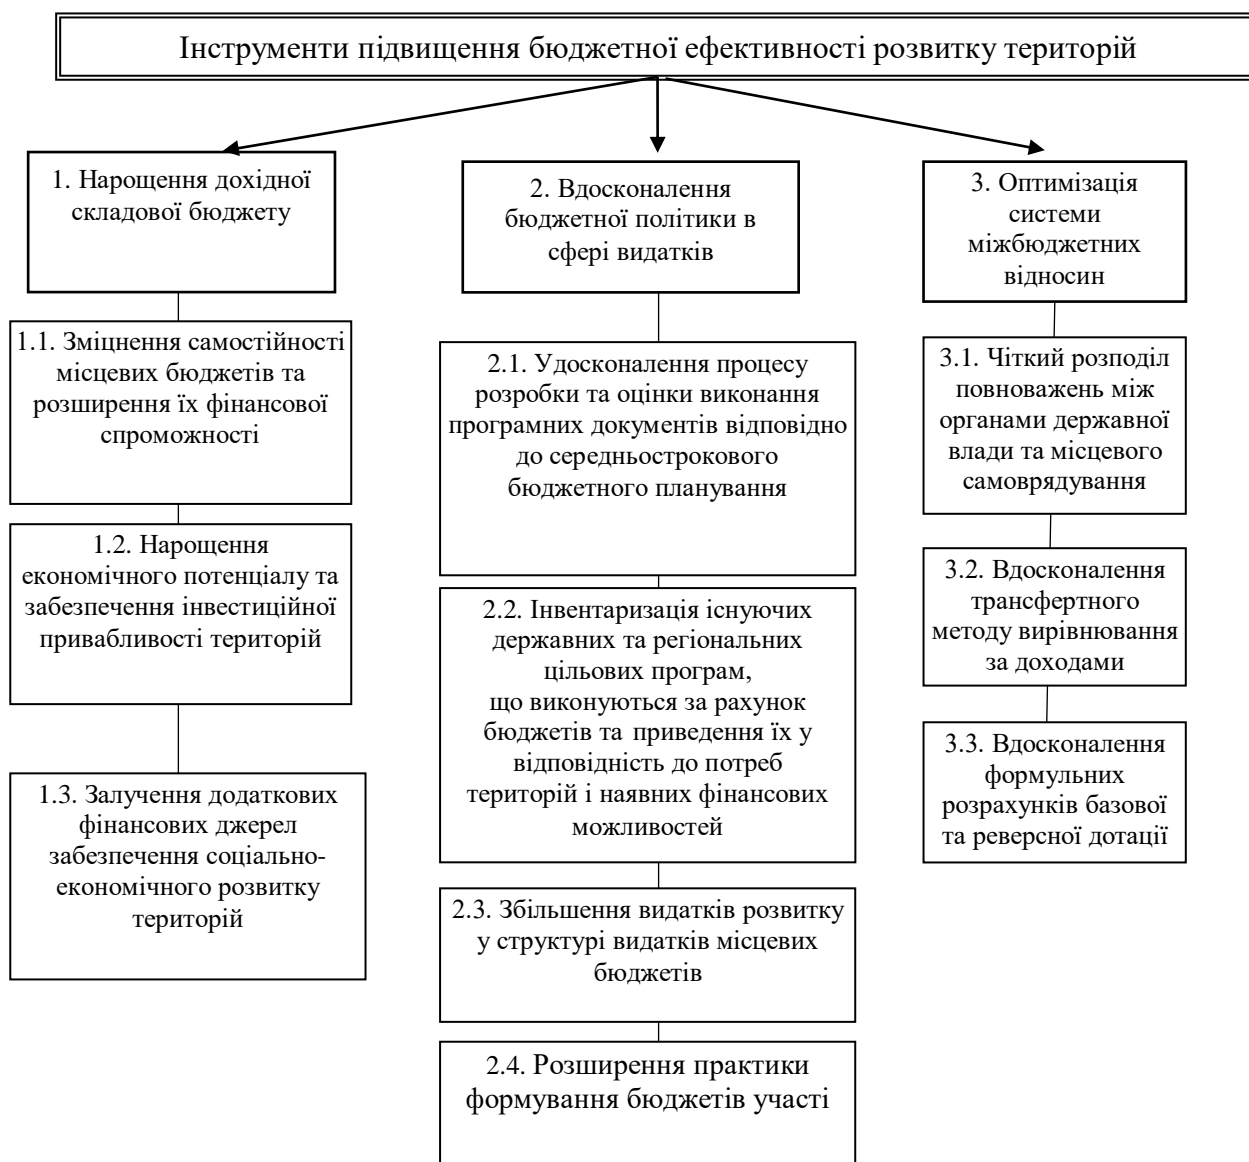 Інструменти підвищення бюджетної ефективності розвитку територій
1. Нарощення дохідної
складової бюджету
1.1. Зміцнення самостійності
місцевих бюджетів та
розширення їх фінансової
спроможності
1.2. Нарощення
економічного потенціалу та
забезпечення інвестиційної
привабливості територій
1.3. Залучення додаткових
фінансових джерел
забезпечення соціально-
економічного розвитку
територій
2. Вдосконалення
бюджетної політики в
сфері видатків
2.1. Удосконалення процесу
розробки та оцінки виконання
програмних документів відповідно
до середньострокового
бюджетного планування
2.2. Інвентаризація існуючих
державних та регіональних
цільових програм,
що виконуються за рахунок
бюджетів та приведення їх у
відповідність до потреб
територій і наявних фінансових
можливостей
2.3. Збільшення видатків розвитку
у структурі видатків місцевих
бюджетів
2.4. Розширення практики
формування бюджетів участі
3. Оптимізація
системи
міжбюджетних
відносин
3.1. Чіткий розподіл
повноважень між
органами державної
влади та місцевого
самоврядування
3.2. Вдосконалення
трансфертного
методу вирівнювання
за доходами
3.3. Вдосконалення
формульних
розрахунків базової
та реверсної дотації